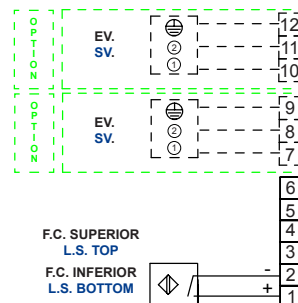 OPTION
EV.
SV.
2
1
12
11
10
OPTION
EV.
SV.
2
1
9
8
7
6
5
4
3
2
1
F.C. SUPERIOR
L.S. TOP
F.C. INFERIOR
L.S. BOTTOM
-
+